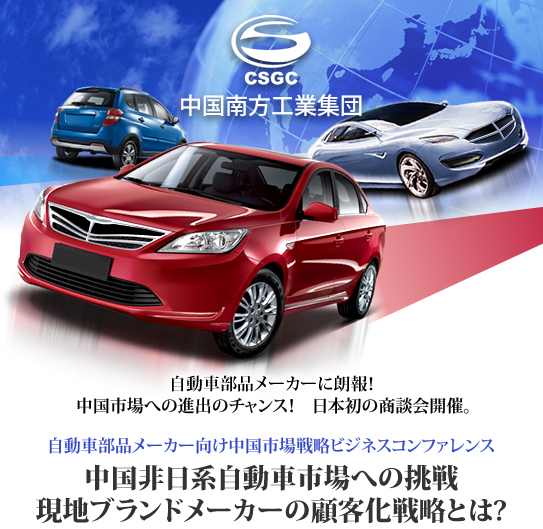 CSGC
中国南方工業集団
自動車部品メーカーに朗報!
中国市場への進出のチャンス! 日本初の商談会開催。
自動車部品メーカー向け中国市場戦略ビジネスコンファレンス
中国非日系自動車市場への挑戦
現地ブランドメーカーの顧客化戦略とは?